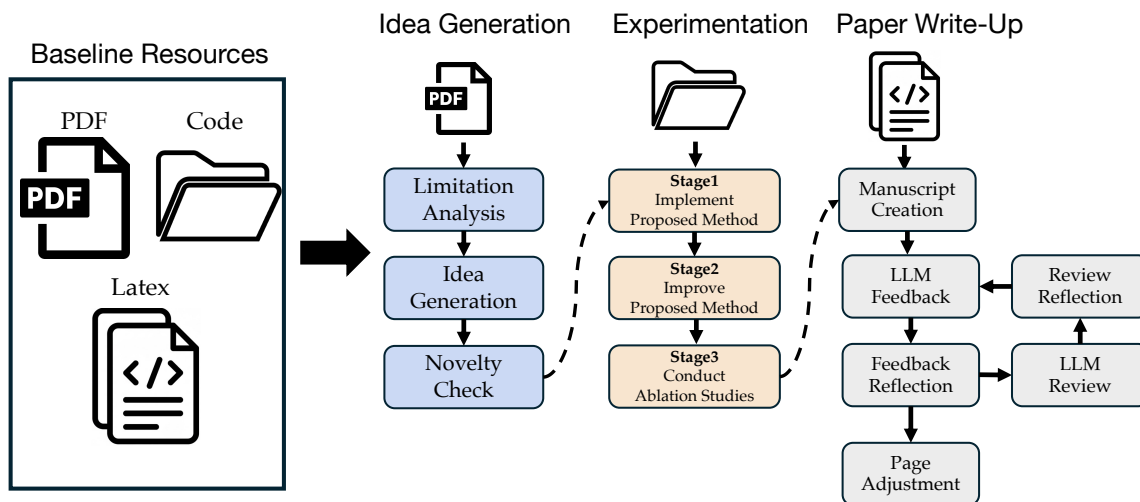 Baseline Resources
PDF
Code
PDF
Latex
</>
Idea Generation
PDF
Limitation
Analysis
Idea
Generation
Novelty
Check
Experimentation
Stage1
Implement
Proposed Method
Stage2
Improve
Proposed Method
Stage3
Conduct
Ablation Studies
Paper Write-Up
</>
Manuscript
Creation
LLM
Feedback
Review
Reflection
Feedback
Reflection
LLM
Review
Page
Adjustment